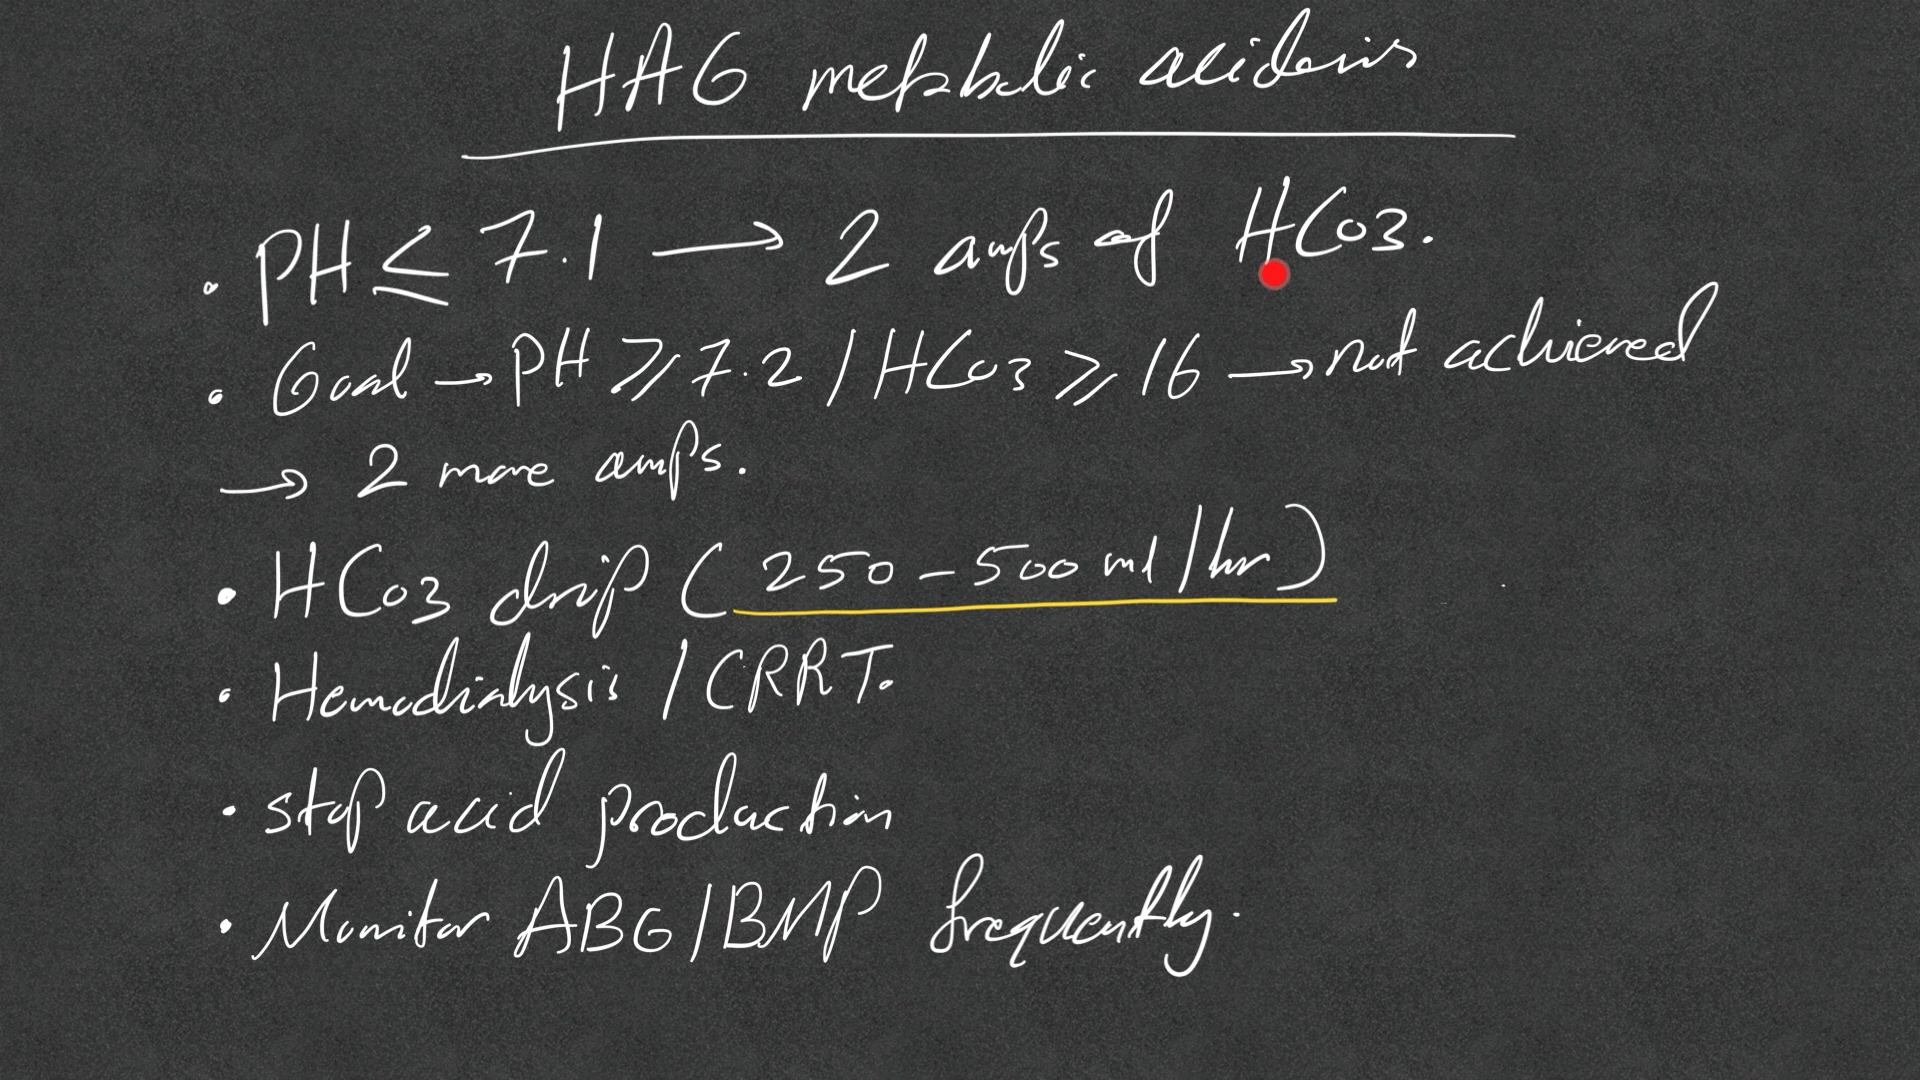 HAG metabolic acidosis
• PH ≤ 7.1 → 2 amps of HCo3.
• Goal → PH ≥ 7.2 / HCo3 ≥ 16 → not achieved
→ 2 more amps.
• HCo3 drip (250 - 500 ml/hr)
• Hemodialysis / CRRT.
• stop acid production
• Monitor ABG/BMP frequently.